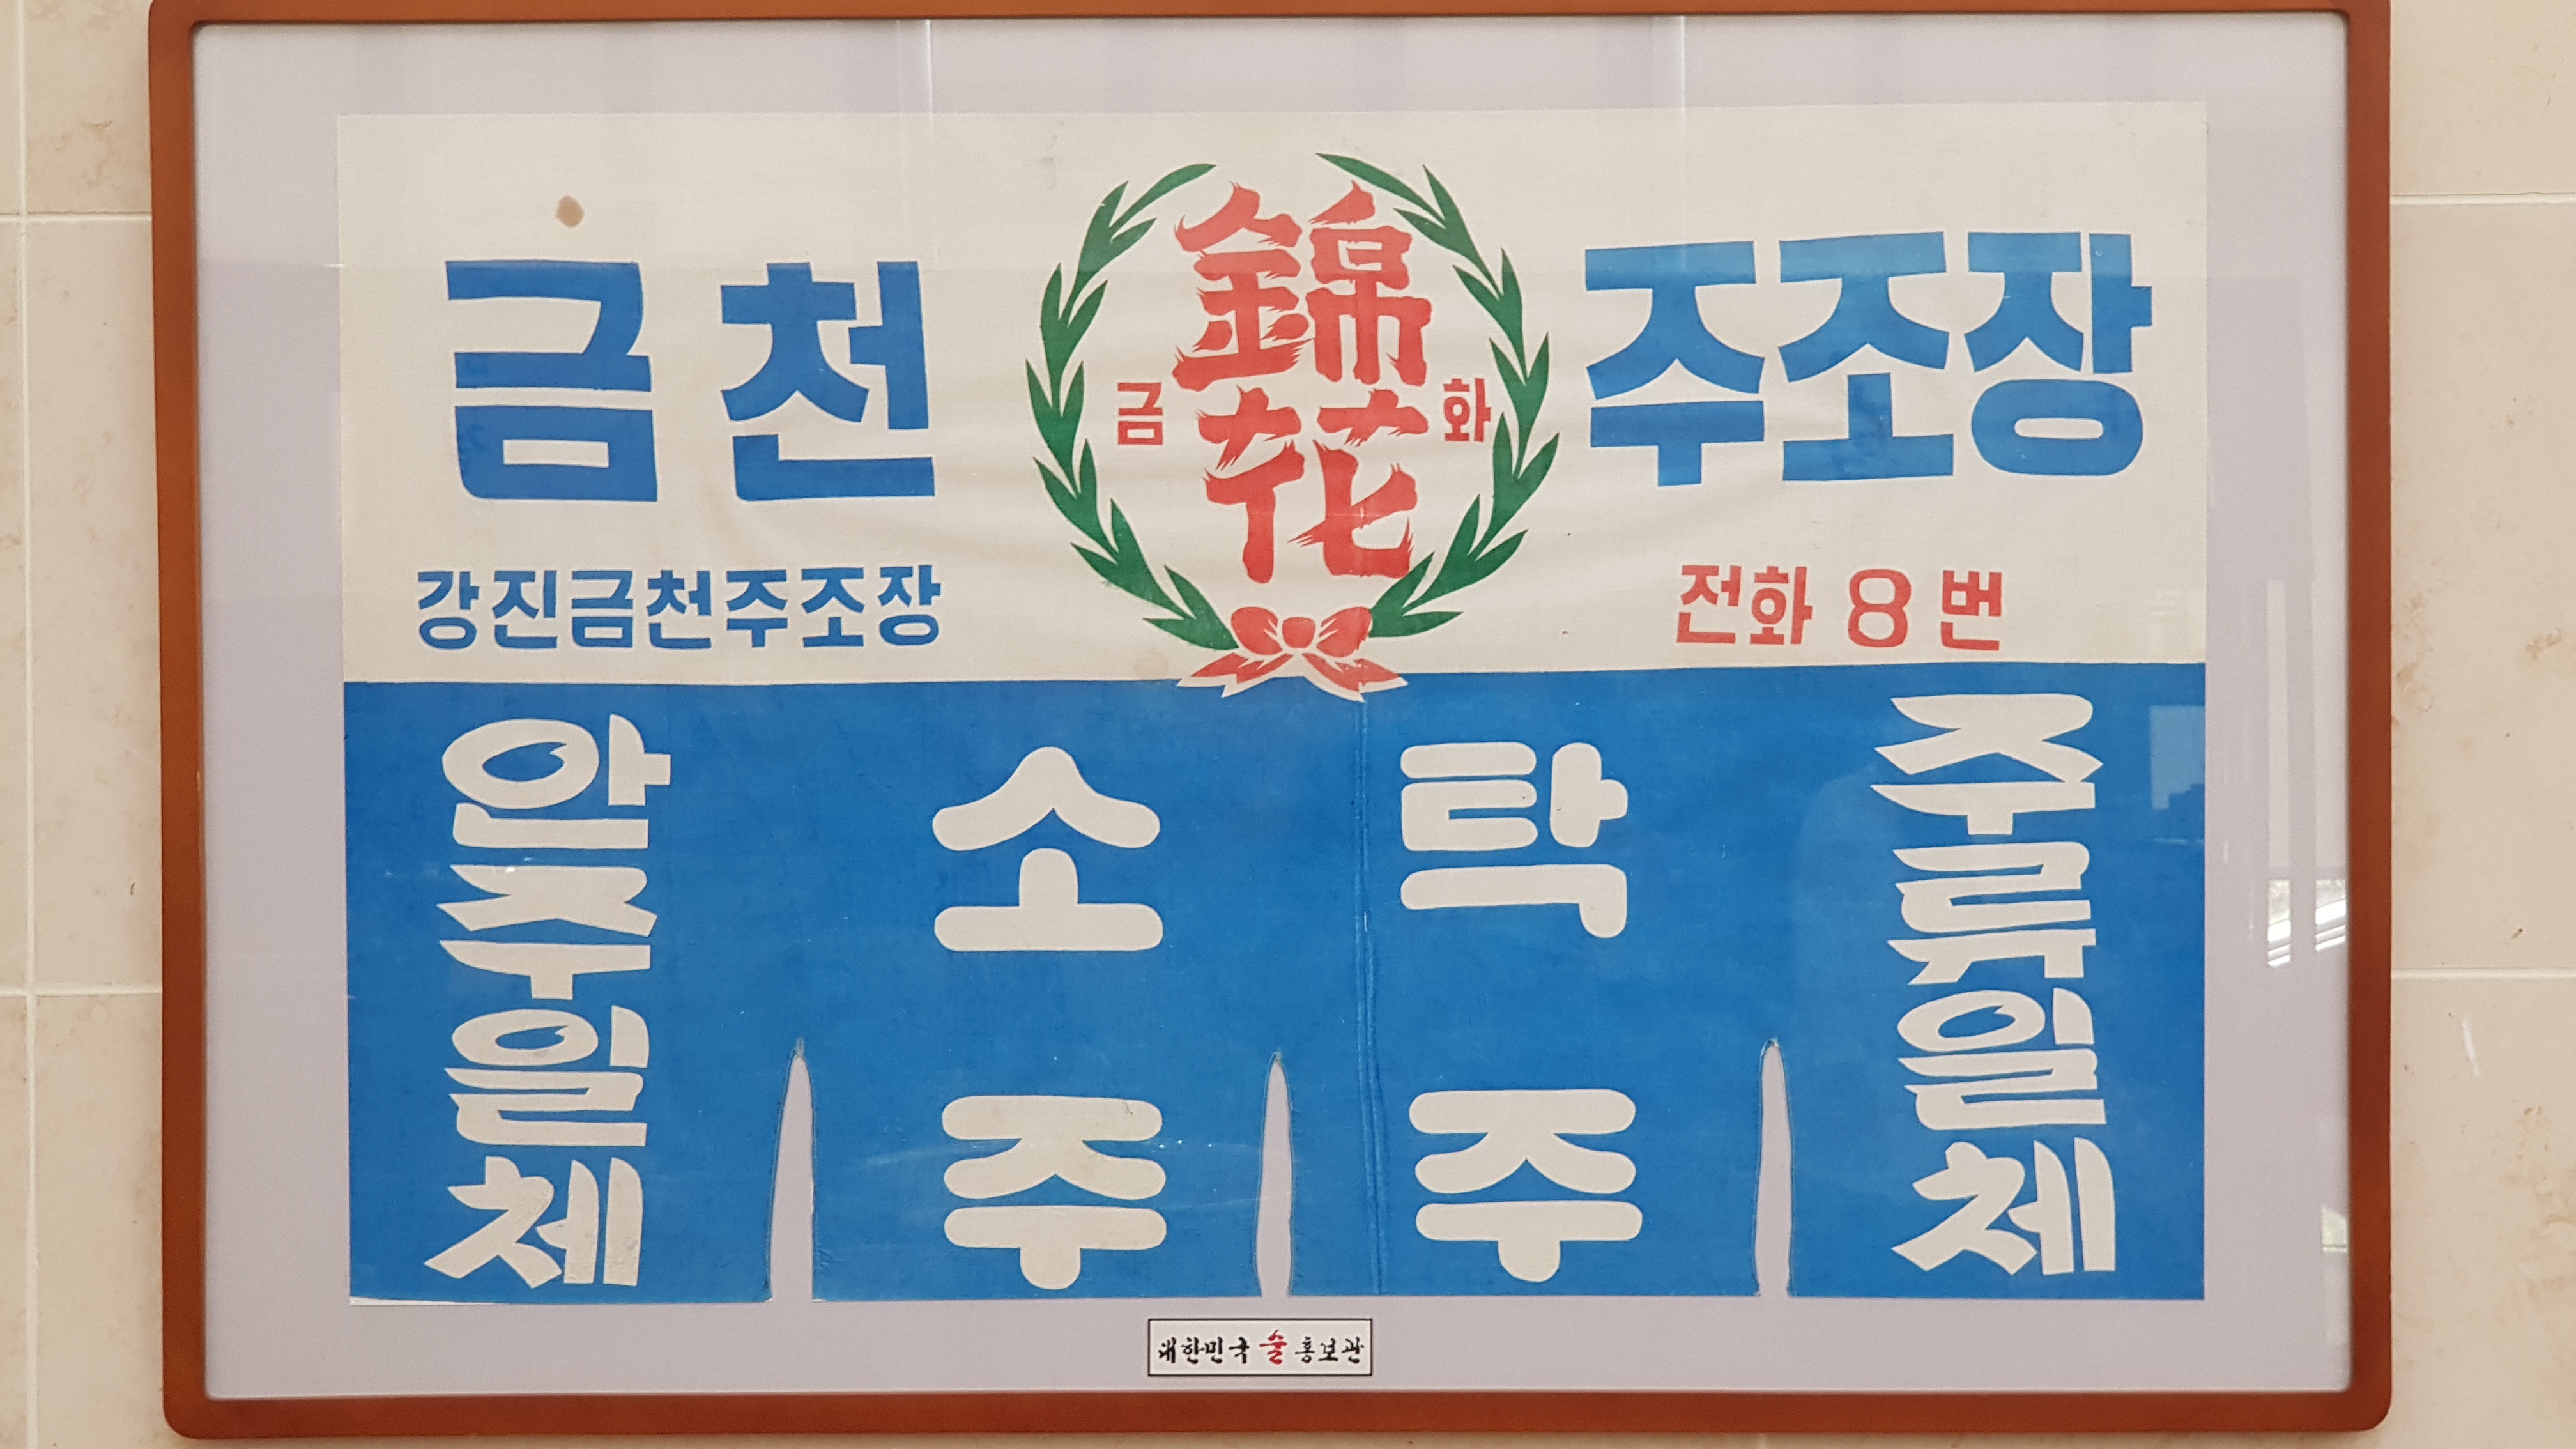 금천 錦花 주조장
금 화
강진금천주조장
전화 8 번
안주일체
소주
탁주
주류일체
대한민국 술 홍보관